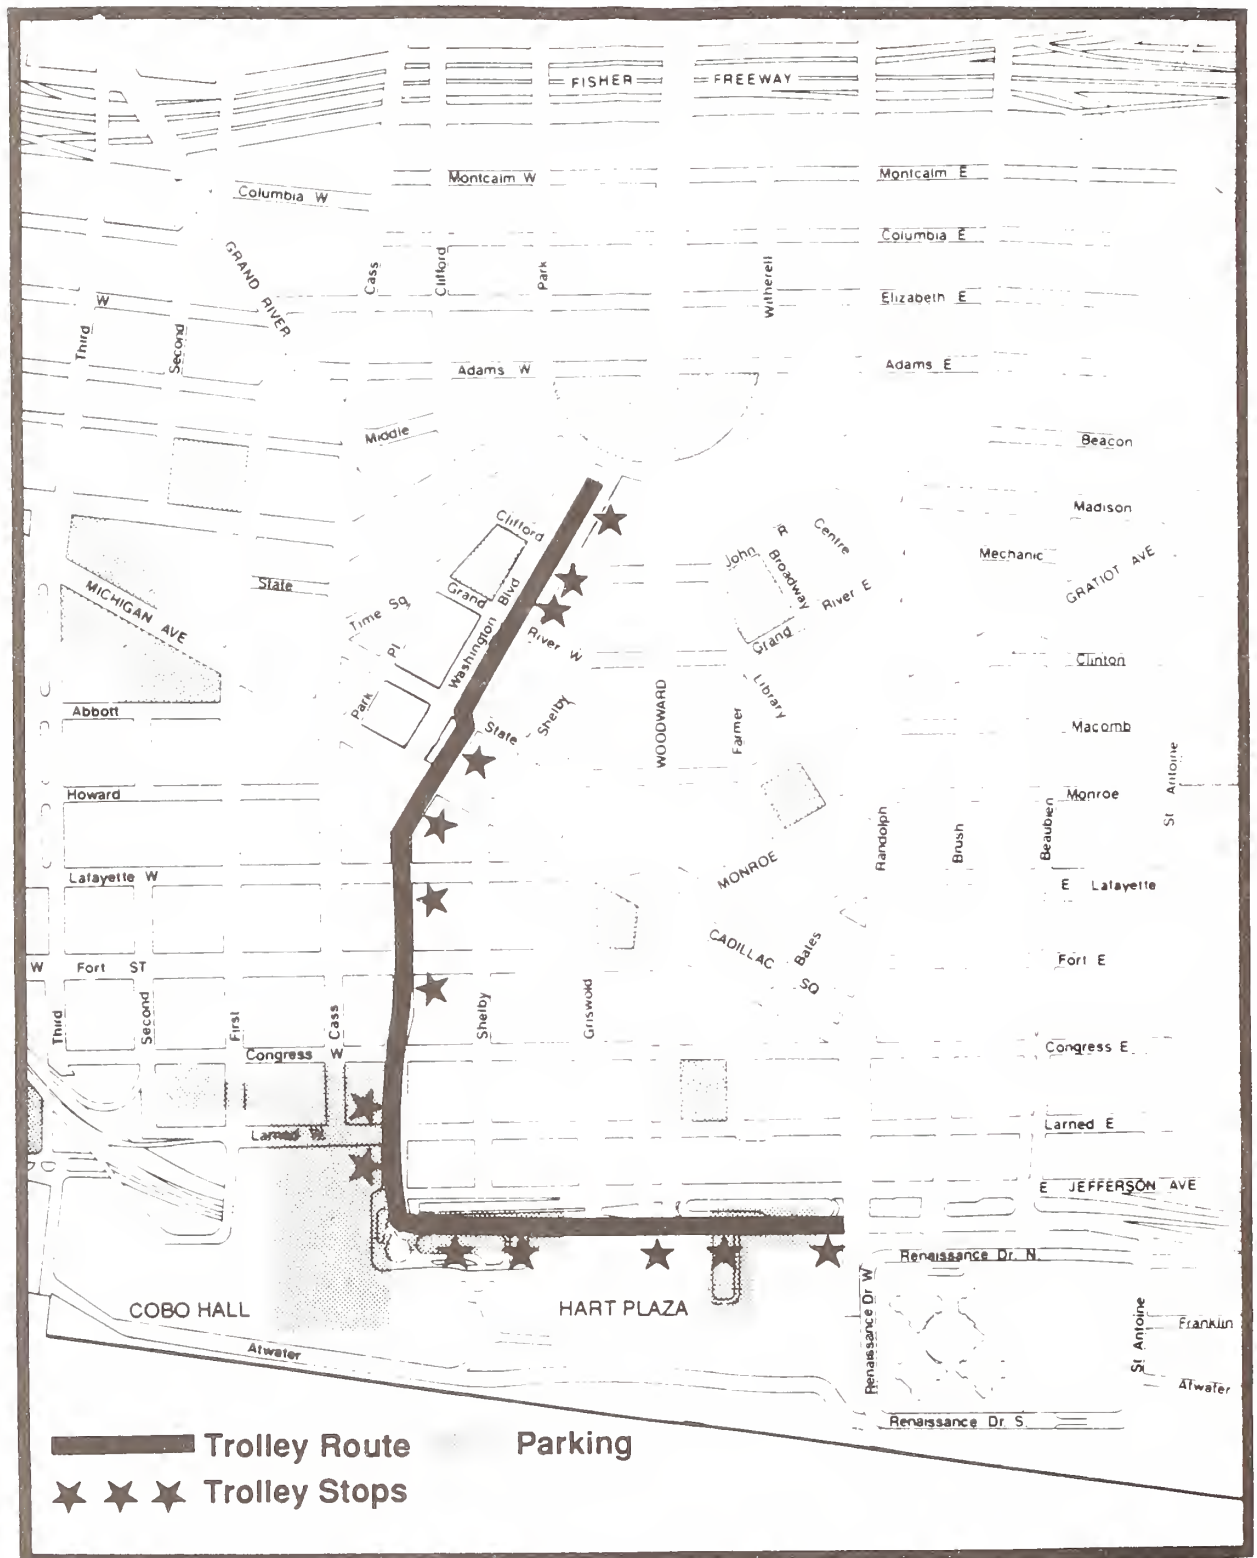 FISHER FREEWAY
Montcalm W
Montcalm E
Columbia W
Columbia E
GRAND RIVER
Cass
Clifford
Park
Witherell
Elizabeth E
W
Third
Second
Adams W
Adams E
Middle
Beacon
Clifford
Madison
John R
Centre
Broadway
Mechanic
GRATIOT AVE
State
MICHIGAN AVE
Grand
Blvd
River E
Time Sq
Grand
River W
Washington
Pl
Clinton
Library
Park
Abbott
State
Shelby
WOODWARD
Farmer
Macomb
St Antoine
Howard
Monroe
Randolph
Brush
Beaubien
MONROE
Lafayette W
E Lafayette
CADILLAC SQ
Bates
W Fort ST
Fort E
Third
Second
First
Cass
Shelby
Griswold
Congress W
Congress E
Larned W
Larned E
E JEFFERSON AVE
Renaissance Dr. N.
Renaissance Dr W
COBO HALL
HART PLAZA
St Antoine
Franklin
Atwater
Atwater
Renaissance Dr. S.
Trolley Route
Parking
Trolley Stops